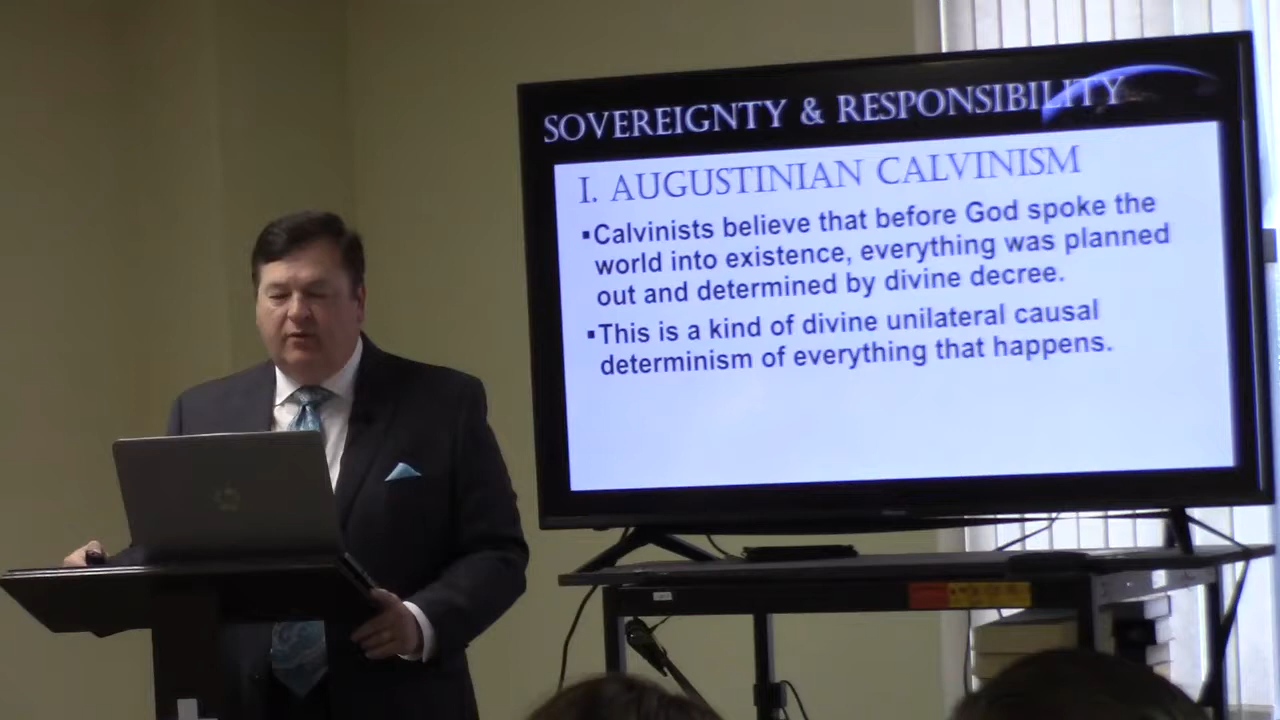 SOVEREIGNTY & RESPONSIBILITY
I. AUGUSTINIAN CALVINISM
▪Calvinists believe that before God spoke the
world into existence, everything was planned
out and determined by divine decree.
▪This is a kind of divine unilateral causal
determinism of everything that happens.